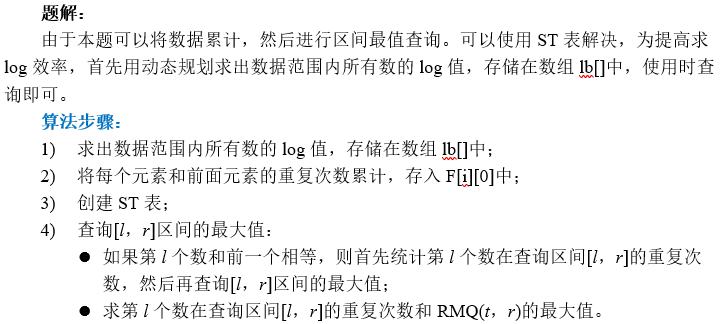 题解：
由于本题可以将数据累计，然后进行区间最值查询。可以使用 ST 表解决，为提高求
log 效率，首先用动态规划求出数据范围内所有数的 log 值，存储在数组 lb[]中，使用时查
询即可。
算法步骤：
1) 求出数据范围内所有数的 log 值，存储在数组 lb[]中；
2) 将每个元素和前面元素的重复次数累计，存入 F[i][0]中；
3) 创建 ST 表；
4) 查询[l，r]区间的最大值：
● 如果第 l 个数和前一个相等，则首先统计第 l 个数在查询区间[l，r]的重复次
数，然后再查询[l，r]区间的最大值；
● 求第 l 个数在查询区间[l，r]的重复次数和 RMQ(t，r)的最大值。